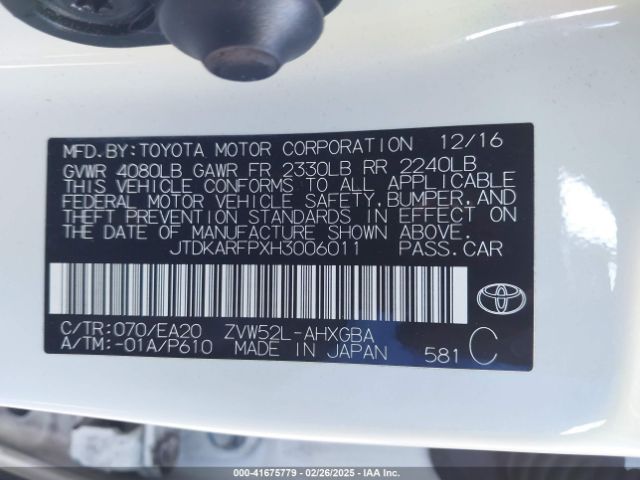 MFD.BY:TOYOTA MOTOR CORPORATION 12/16
GVWR 4080LB GAWR FR 2330LB RR 2240LB
THIS VEHICLE CONFORMS TO ALL APPLICABLE
FEDERAL MOTOR VEHICLE SAFETY,BUMPER,AND
THEFT PREVENTION STANDARDS IN EFFECT ON
THE DATE OF MANUFACTURE SHOWN ABOVE.
JTDKARFPXH3006011 PASS.CAR
C/TR:070/EA20 ZVW52L-AHXGBA
A/TM:-01A/P610 MADE IN JAPAN 581 C
000-41675779 — 02/26/2025 — IAA Inc.